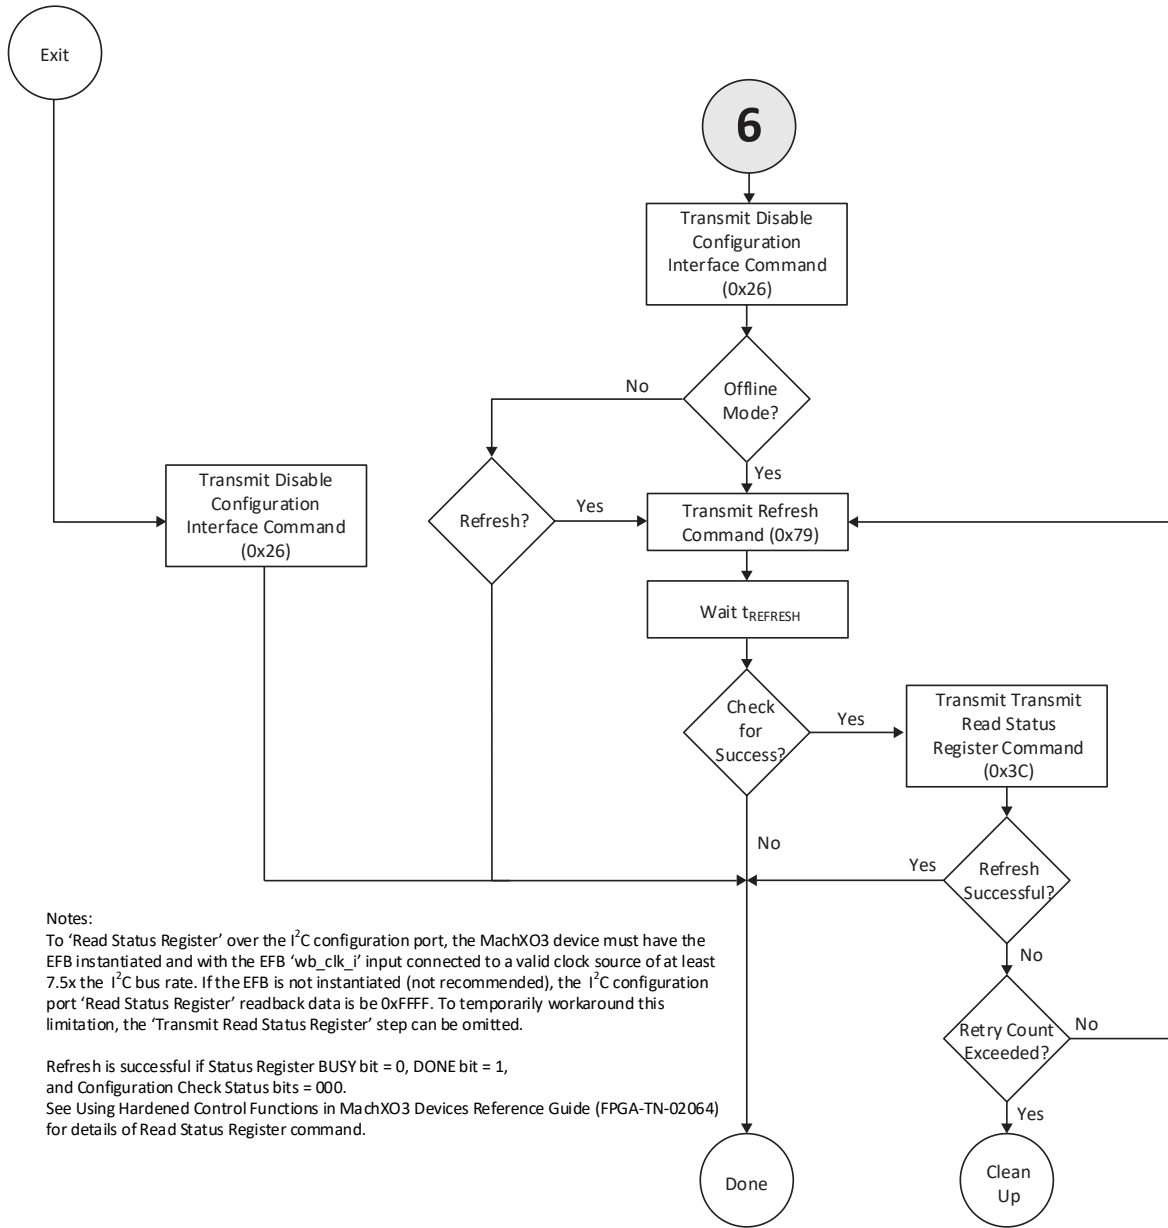 Exit
6
Transmit Disable
Configuration
Interface Command
(0x26)
No
Offline
Mode?
Yes
Transmit Disable
Configuration
Interface Command
(0x26)
Refresh?
Yes
Transmit Refresh
Command (0x79)
Wait tREFRESH
Check
for
Success?
Yes
Transmit Transmit
Read Status
Register Command
(0x3C)
No
Yes
Refresh
Successful?
No
Notes:
To ‘Read Status Register’ over the I²C configuration port, the MachXO3 device must have the
EFB instantiated and with the EFB ‘wb_clk_i’ input connected to a valid clock source of at least
7.5x the I²C bus rate. If the EFB is not instantiated (not recommended), the I²C configuration
port ‘Read Status Register’ readback data is be 0xFFFF. To temporarily workaround this
limitation, the ‘Transmit Read Status Register’ step can be omitted.
Refresh is successful if Status Register BUSY bit = 0, DONE bit = 1,
and Configuration Check Status bits = 000.
See Using Hardened Control Functions in MachXO3 Devices Reference Guide (FPGA-TN-02064)
for details of Read Status Register command.
Retry Count
Exceeded?
No
Yes
Done
Clean
Up